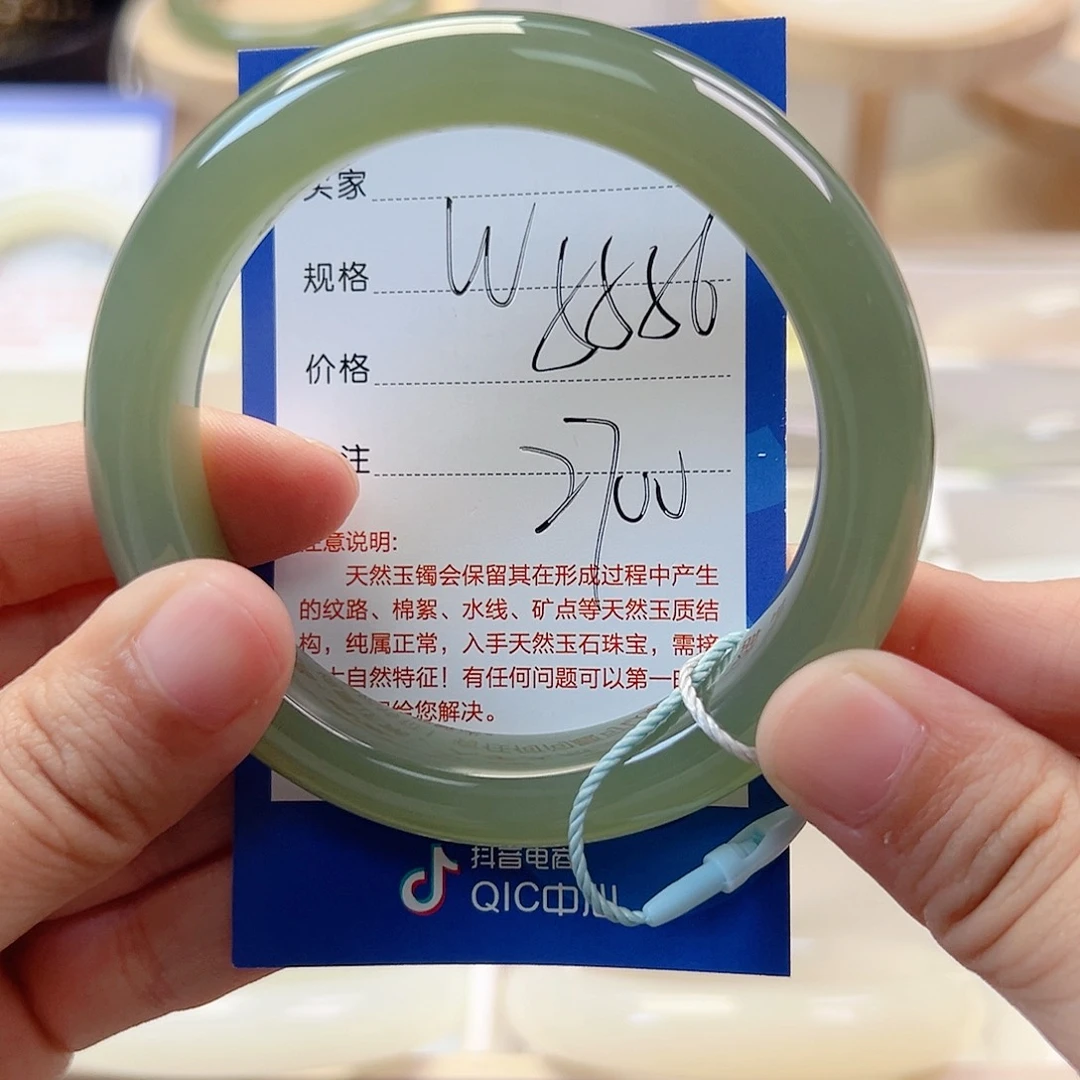 买家
规格 W8886
价格
注 2700
注意说明:
天然玉镯会保留其在形成过程中产生
的纹路、棉絮、水线、矿点等天然玉质结
构，纯属正常，入手天然玉石珠宝，需接
自然特征！有任何问题可以第一
给您解决。
抖音电商
QIC中心